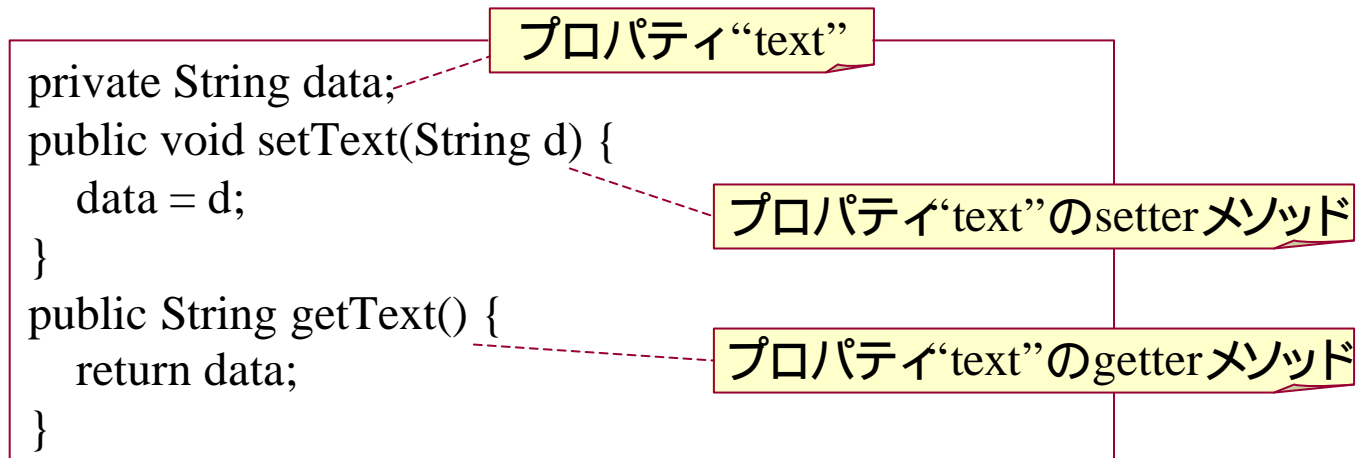 プロパティ“text”
private String data;
public void setText(String d) {
data = d;
プロパティ“text”のsetterメソッド
}
public String getText() {
プロパティ“text”のgetterメソッド
return data;
}